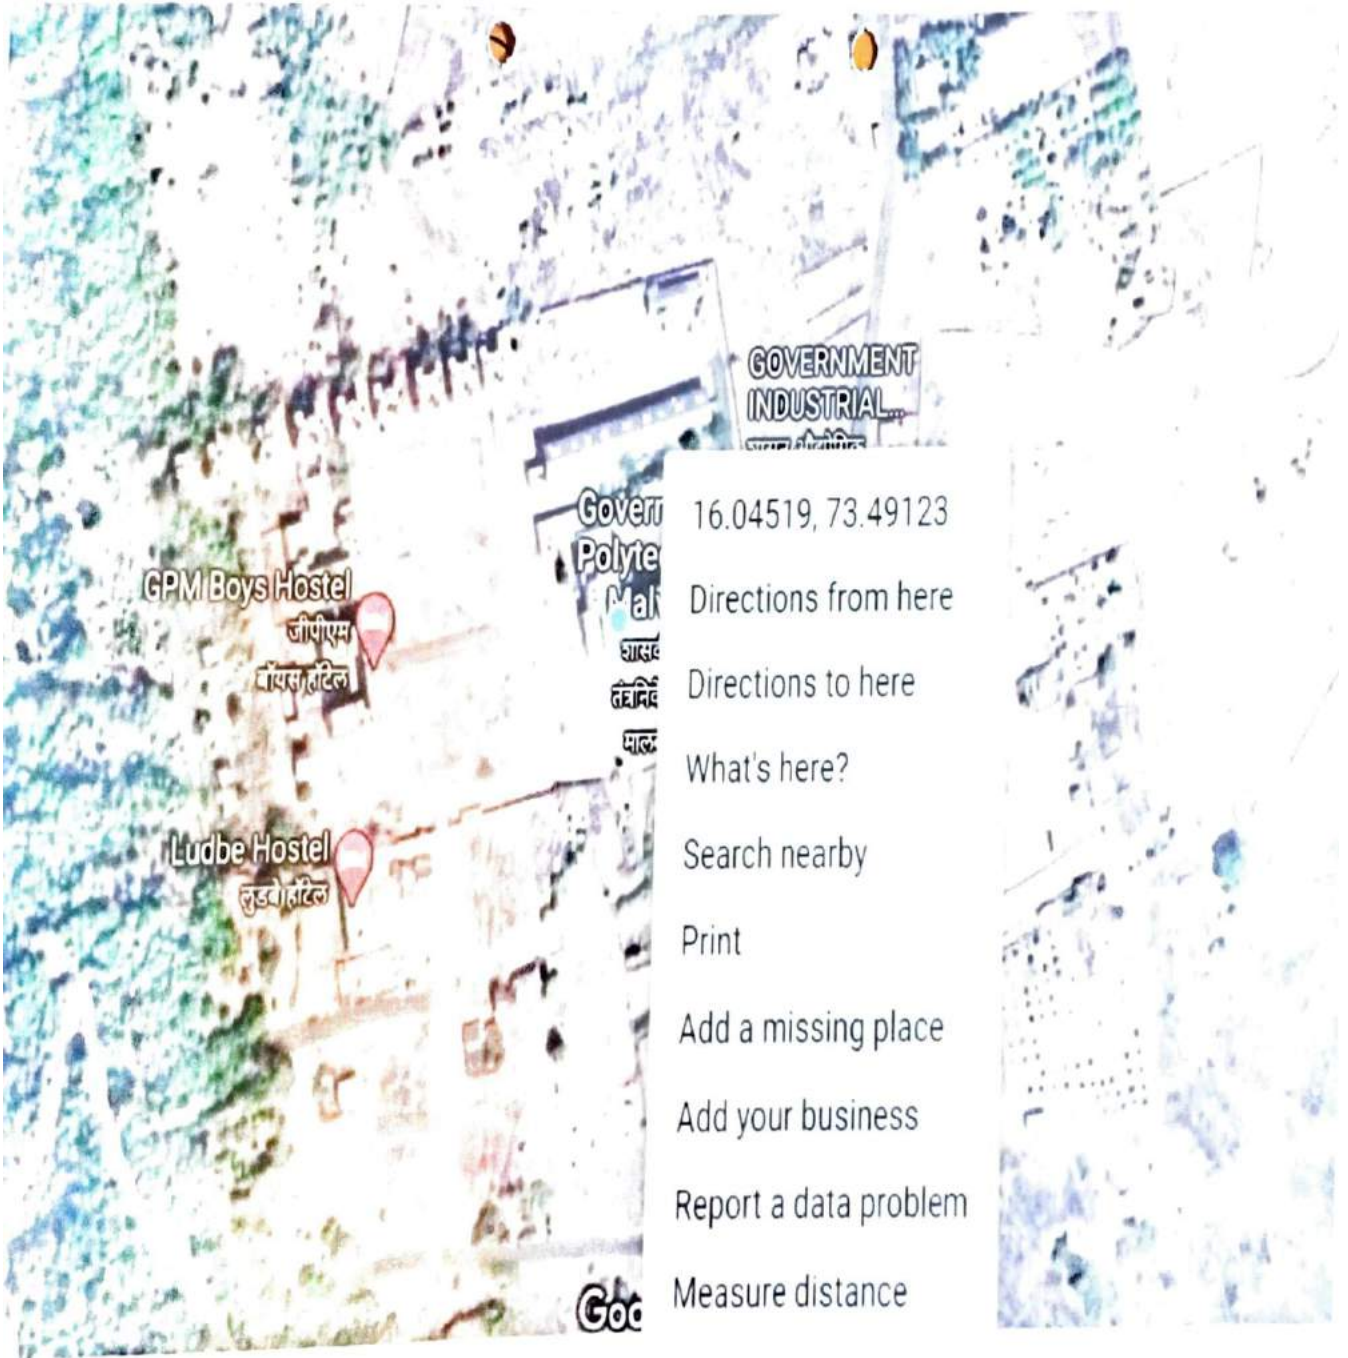 GOVERNMENT
INDUSTRIAL...
16.04519, 73.49123
Directions from here
Directions to here
What's here?
Search nearby
Print
Add a missing place
Add your business
Report a data problem
Measure distance
GPM Boys Hostel
जीपीएम
बॉयस हॉटेल
Ludbe Hostel
लुडबे हॉटेल